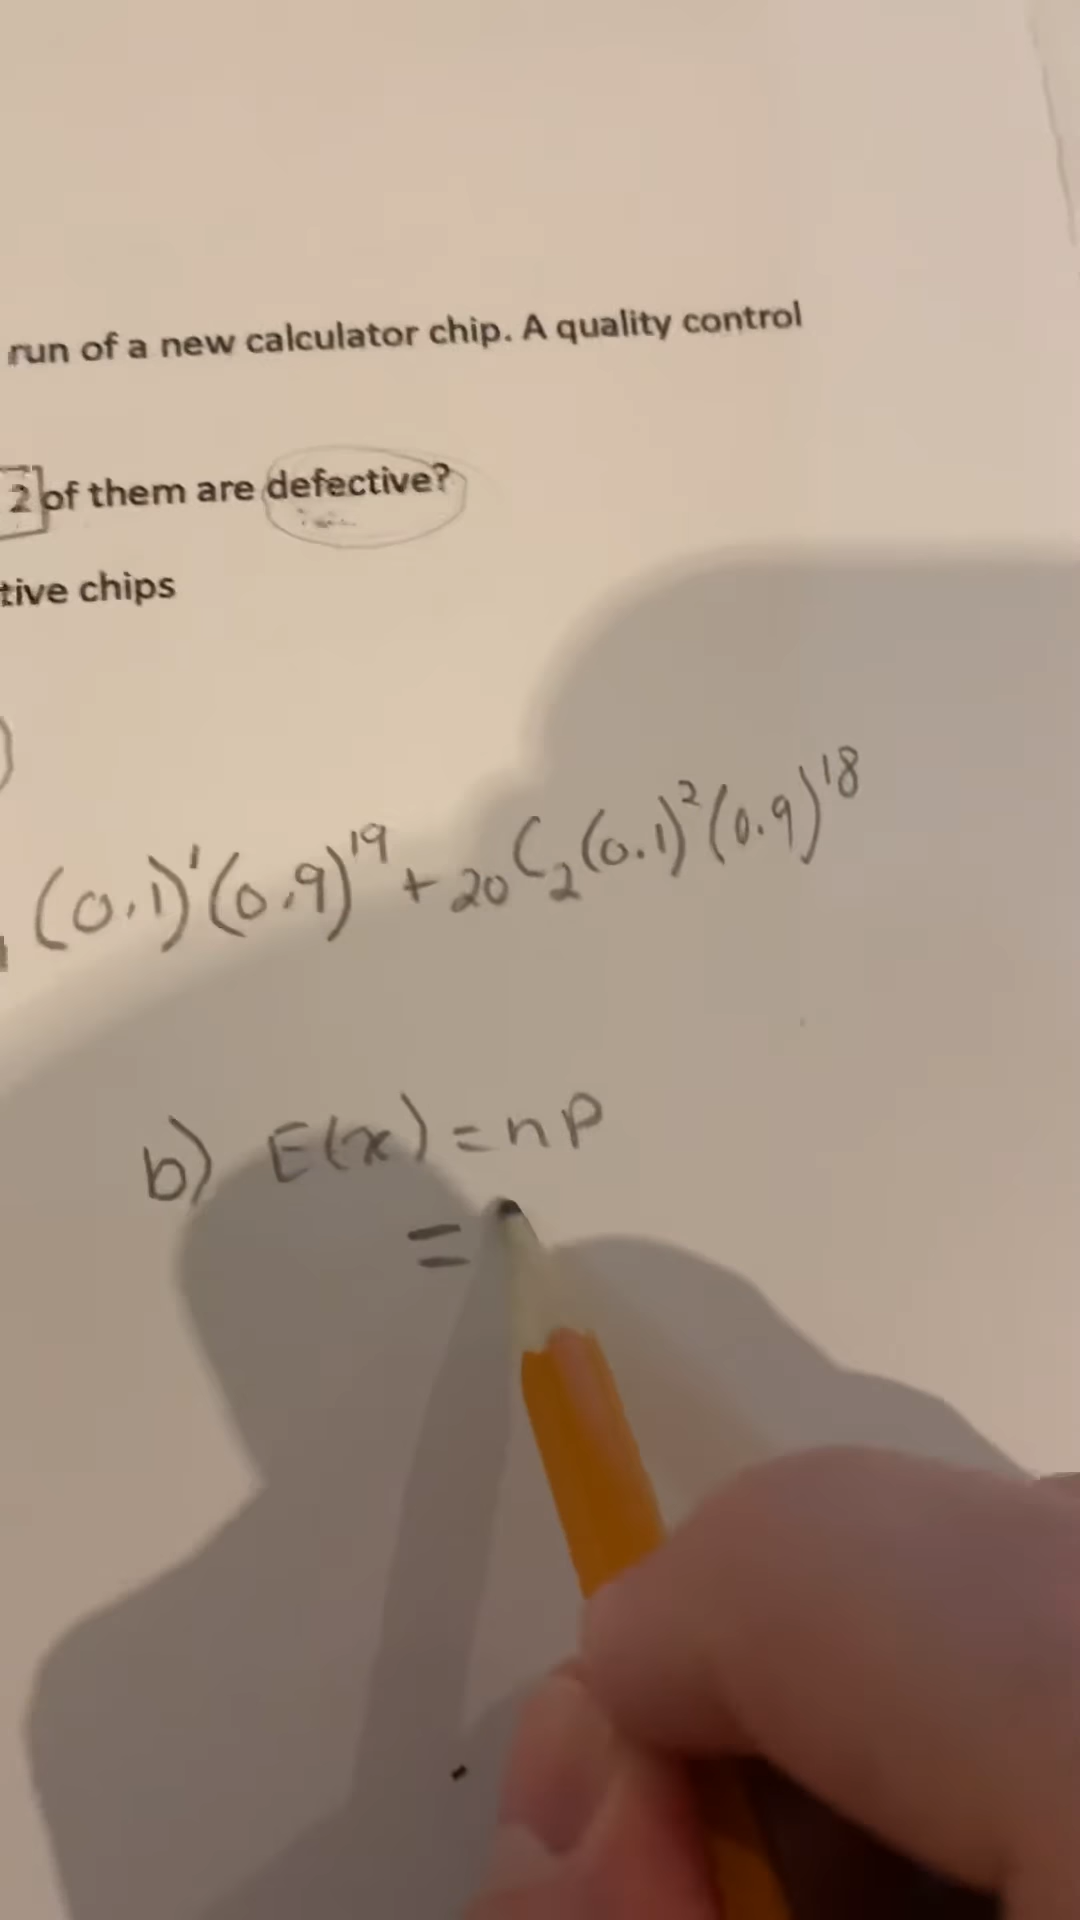 run of a new calculator chip. A quality control
2 of them are defective?
tive chips
(0.1)¹(0.9)¹⁹ + ₂₀C₂(0.1)²(0.9)¹⁸
b) E(x) = np
=